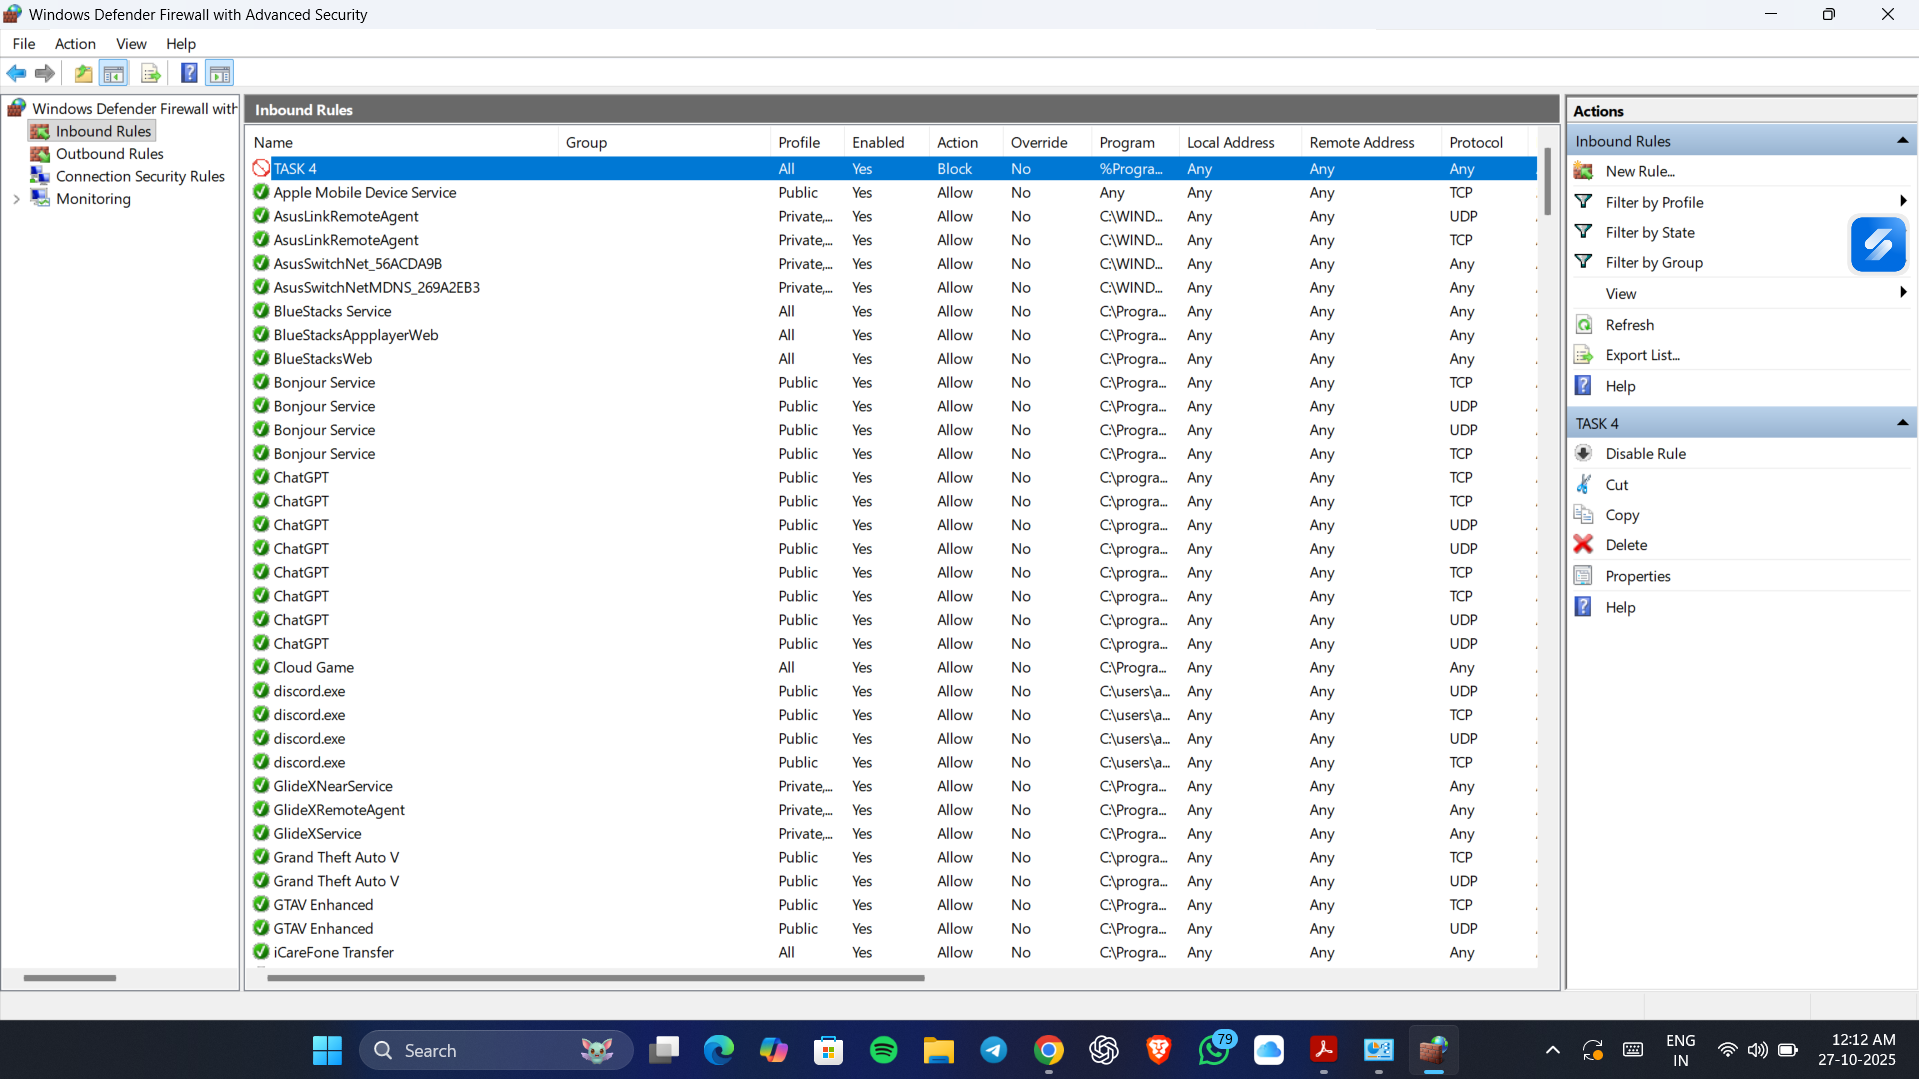 Windows Defender Firewall with Advanced Security
File Action View Help
Windows Defender Firewall with
Inbound Rules
Outbound Rules
Connection Security Rules
Monitoring
Inbound Rules
Name Group Profile Enabled Action Override Program Local Address Remote Address Protocol
TASK 4 All Yes Block No %Progra... Any Any Any
Apple Mobile Device Service Public Yes Allow No Any Any Any TCP
AsusLinkRemoteAgent Private,... Yes Allow No C:\WIND... Any Any UDP
AsusLinkRemoteAgent Private,... Yes Allow No C:\WIND... Any Any TCP
AsusSwitchNet_56ACDA9B Private,... Yes Allow No C:\WIND... Any Any Any
AsusSwitchNetMDNS_269A2EB3 Private,... Yes Allow No C:\WIND... Any Any Any
BlueStacks Service All Yes Allow No C:\Progra... Any Any Any
BlueStacksAppplayerWeb All Yes Allow No C:\Progra... Any Any Any
BlueStacksWeb All Yes Allow No C:\Progra... Any Any Any
Bonjour Service Public Yes Allow No C:\Progra... Any Any TCP
Bonjour Service Public Yes Allow No C:\Progra... Any Any UDP
Bonjour Service Public Yes Allow No C:\Progra... Any Any UDP
Bonjour Service Public Yes Allow No C:\Progra... Any Any TCP
ChatGPT Public Yes Allow No C:\progra... Any Any TCP
ChatGPT Public Yes Allow No C:\progra... Any Any TCP
ChatGPT Public Yes Allow No C:\progra... Any Any UDP
ChatGPT Public Yes Allow No C:\progra... Any Any UDP
ChatGPT Public Yes Allow No C:\progra... Any Any TCP
ChatGPT Public Yes Allow No C:\progra... Any Any TCP
ChatGPT Public Yes Allow No C:\progra... Any Any UDP
ChatGPT Public Yes Allow No C:\progra... Any Any UDP
Cloud Game All Yes Allow No C:\Progra... Any Any Any
discord.exe Public Yes Allow No C:\users\a... Any Any UDP
discord.exe Public Yes Allow No C:\users\a... Any Any TCP
discord.exe Public Yes Allow No C:\users\a... Any Any UDP
discord.exe Public Yes Allow No C:\users\a... Any Any TCP
GlideXNearService Private,... Yes Allow No C:\Progra... Any Any Any
GlideXRemoteAgent Private,... Yes Allow No C:\Progra... Any Any Any
GlideXService Private,... Yes Allow No C:\Progra... Any Any Any
Grand Theft Auto V Public Yes Allow No C:\progra... Any Any TCP
Grand Theft Auto V Public Yes Allow No C:\progra... Any Any UDP
GTAV Enhanced Public Yes Allow No C:\Progra... Any Any TCP
GTAV Enhanced Public Yes Allow No C:\Progra... Any Any UDP
iCareFone Transfer All Yes Allow No C:\Progra... Any Any Any
Actions
Inbound Rules
New Rule...
Filter by Profile
Filter by State
Filter by Group
View
Refresh
Export List...
Help
TASK 4
Disable Rule
Cut
Copy
Delete
Properties
Help
Search
79
ENG
IN
12:12 AM
27-10-2025